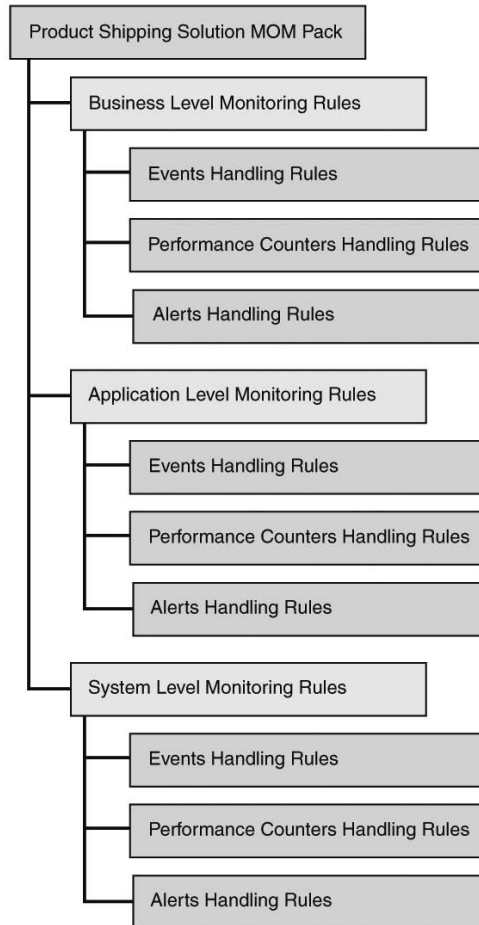 Product Shipping Solution MOM Pack
Business Level Monitoring Rules
Events Handling Rules
Performance Counters Handling Rules
Alerts Handling Rules
Application Level Monitoring Rules
Events Handling Rules
Performance Counters Handling Rules
Alerts Handling Rules
System Level Monitoring Rules
Events Handling Rules
Performance Counters Handling Rules
Alerts Handling Rules